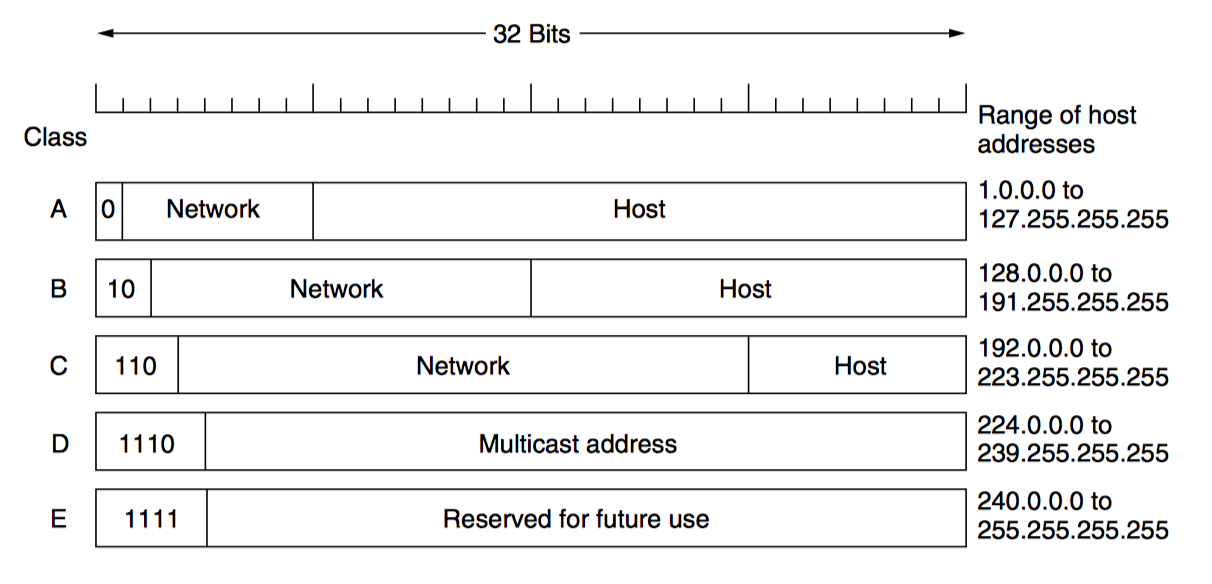 32 Bits
Range of host
addresses
Class
A
0
Network
Host
1.0.0.0 to
127.255.255.255
B
10
Network
Host
128.0.0.0 to
191.255.255.255
C
110
Network
Host
192.0.0.0 to
223.255.255.255
D
1110
Multicast address
224.0.0.0 to
239.255.255.255
E
1111
Reserved for future use
240.0.0.0 to
255.255.255.255